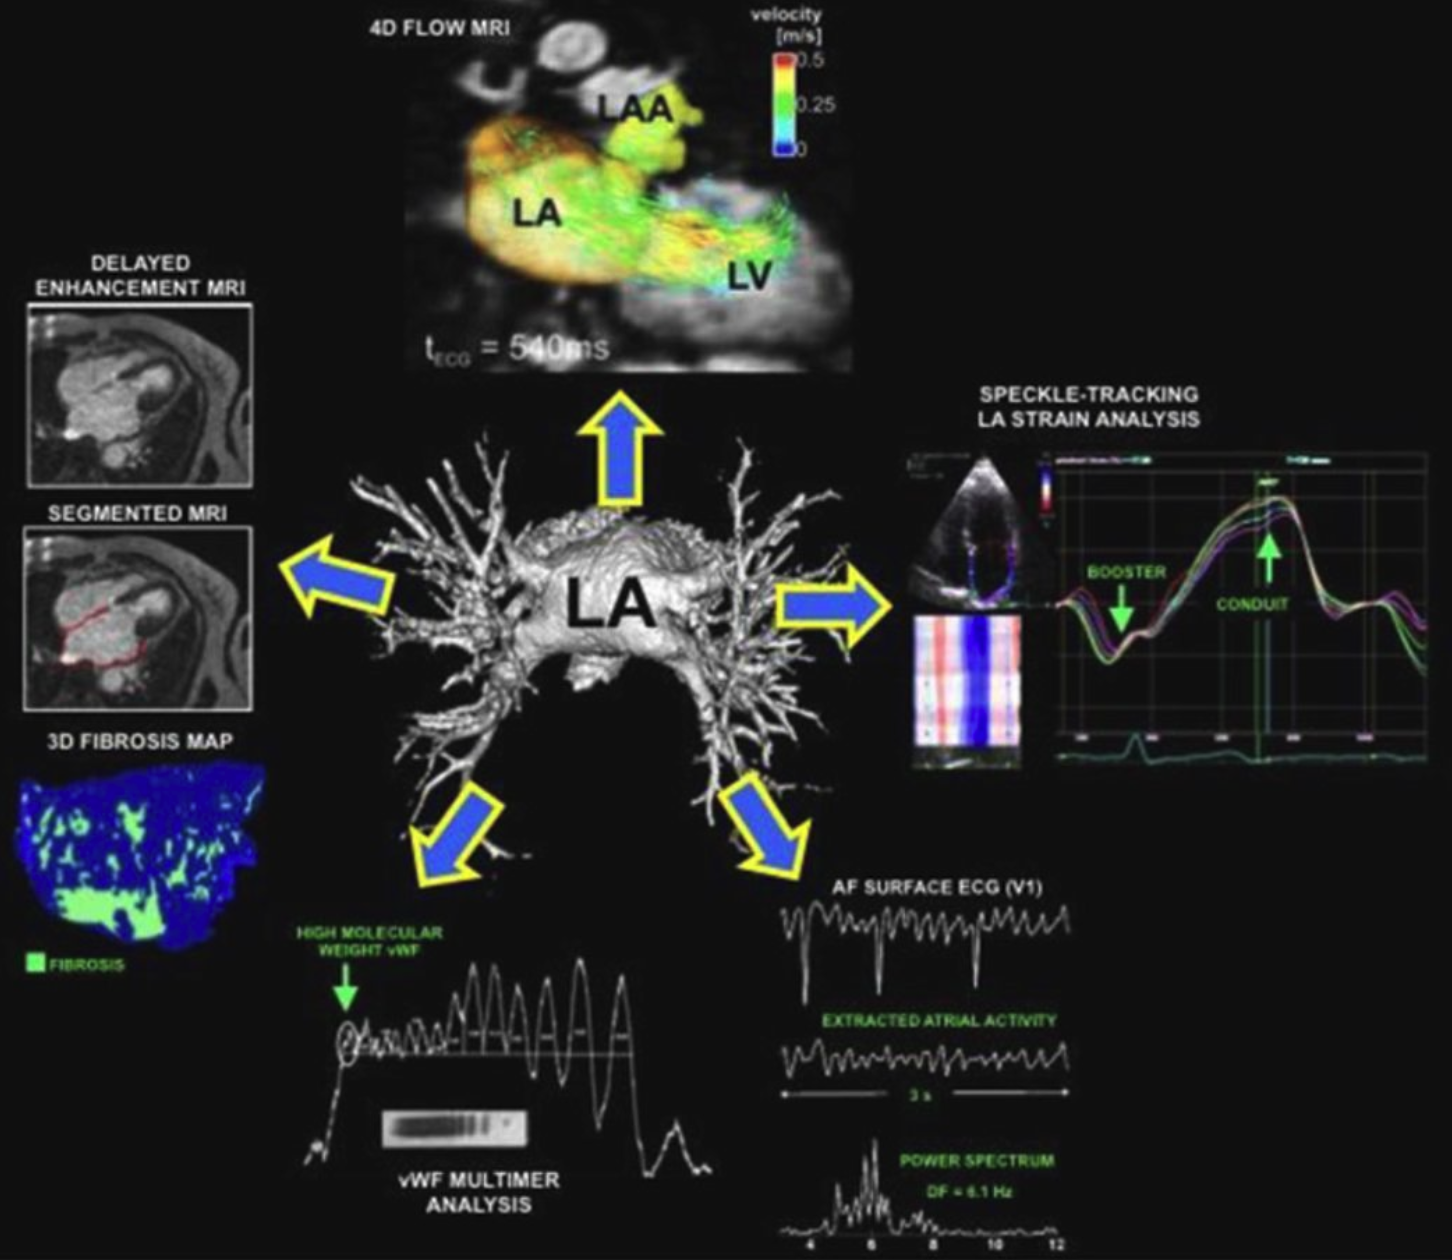 4D FLOW MRI
velocity
[m/s]
0.5
0.25
0
LAA
LA
LV
tECG = 540ms
DELAYED
ENHANCEMENT MRI
SEGMENTED MRI
3D FIBROSIS MAP
FIBROSIS
LA
SPECKLE-TRACKING
LA STRAIN ANALYSIS
BOOSTER
CONDUIT
HIGH MOLECULAR
WEIGHT vWF
vWF MULTIMER
ANALYSIS
AF SURFACE ECG (V1)
EXTRACTED ATRIAL ACTIVITY
3 s
POWER SPECTRUM
DF = 6.1 Hz
4 6 8 10 12